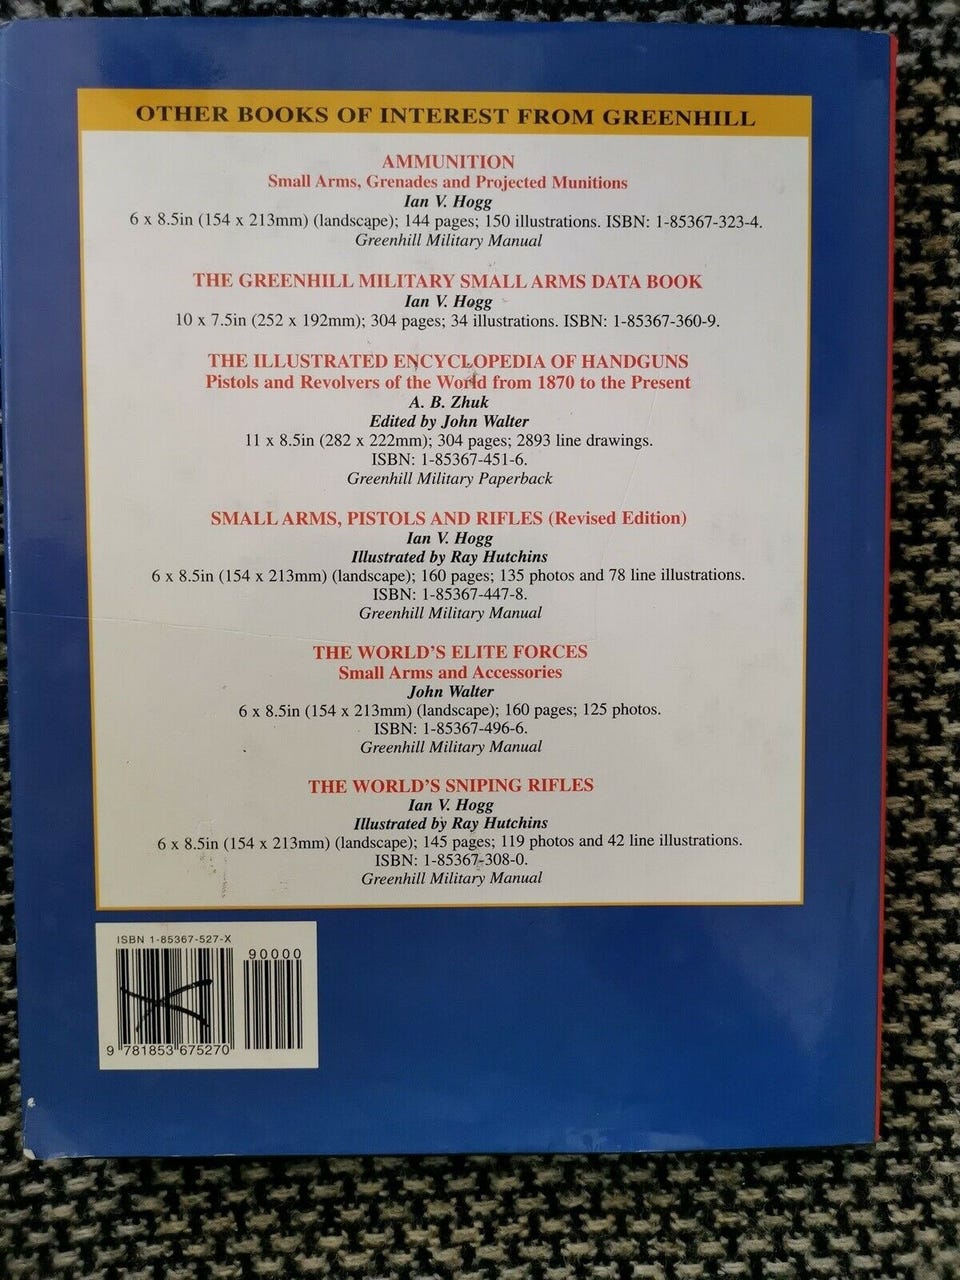 OTHER BOOKS OF INTEREST FROM GREENHILL
AMMUNITION
Small Arms, Grenades and Projected Munitions
Ian V. Hogg
6 x 8.5in (154 x 213mm) (landscape); 144 pages; 150 illustrations. ISBN: 1-85367-323-4.
Greenhill Military Manual
THE GREENHILL MILITARY SMALL ARMS DATA BOOK
Ian V. Hogg
10 x 7.5in (252 x 192mm); 304 pages; 34 illustrations. ISBN: 1-85367-360-9.
THE ILLUSTRATED ENCYCLOPEDIA OF HANDGUNS
Pistols and Revolvers of the World from 1870 to the Present
A. B. Zhuk
Edited by John Walter
11 x 8.5in (282 x 222mm); 304 pages; 2893 line drawings.
ISBN: 1-85367-451-6.
Greenhill Military Paperback
SMALL ARMS, PISTOLS AND RIFLES (Revised Edition)
Ian V. Hogg
Illustrated by Ray Hutchins
6 x 8.5in (154 x 213mm) (landscape); 160 pages; 135 photos and 78 line illustrations.
ISBN: 1-85367-447-8.
Greenhill Military Manual
THE WORLD'S ELITE FORCES
Small Arms and Accessories
John Walter
6 x 8.5in (154 x 213mm) (landscape); 160 pages; 125 photos.
ISBN: 1-85367-496-6.
Greenhill Military Manual
THE WORLD'S SNIPING RIFLES
Ian V. Hogg
Illustrated by Ray Hutchins
6 x 8.5in (154 x 213mm) (landscape); 145 pages; 119 photos and 42 line illustrations.
ISBN: 1-85367-308-0.
Greenhill Military Manual
ISBN 1-85367-527-X
90000
9 781853 675270